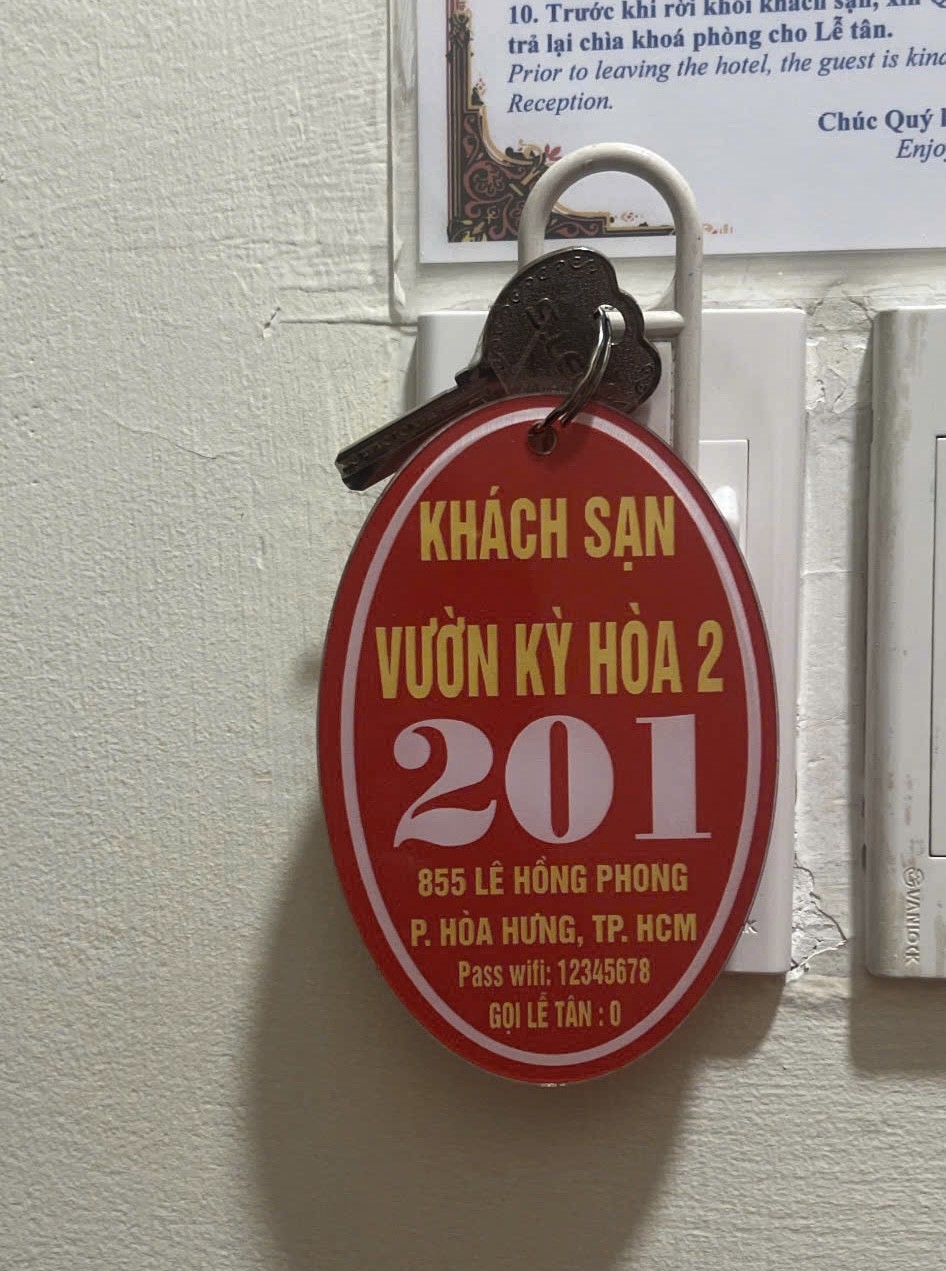 10. Trước khi rời khỏi khách sạn, xin
trả lại chìa khoá phòng cho Lễ tân.
Prior to leaving the hotel, the guest is
Reception.
Chúc Quý
Enjoy
KHÁCH SẠN
VƯỜN KỲ HÒA 2
201
855 LÊ HỒNG PHONG
P. HÒA HƯNG, TP. HCM
Pass wifi: 12345678
GỌI LỄ TÂN : 0
VANLOCK